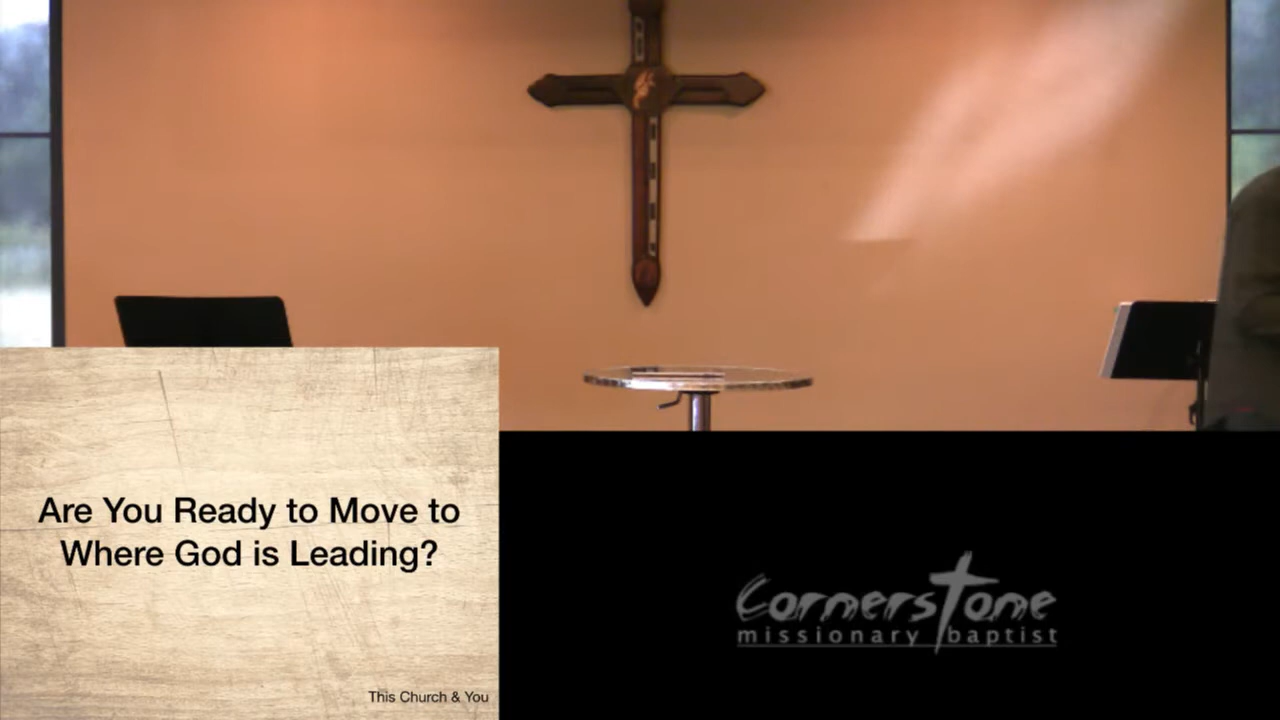 Are You Ready to Move to
Where God is Leading?
This Church & You
Cornerstone
missionary baptist